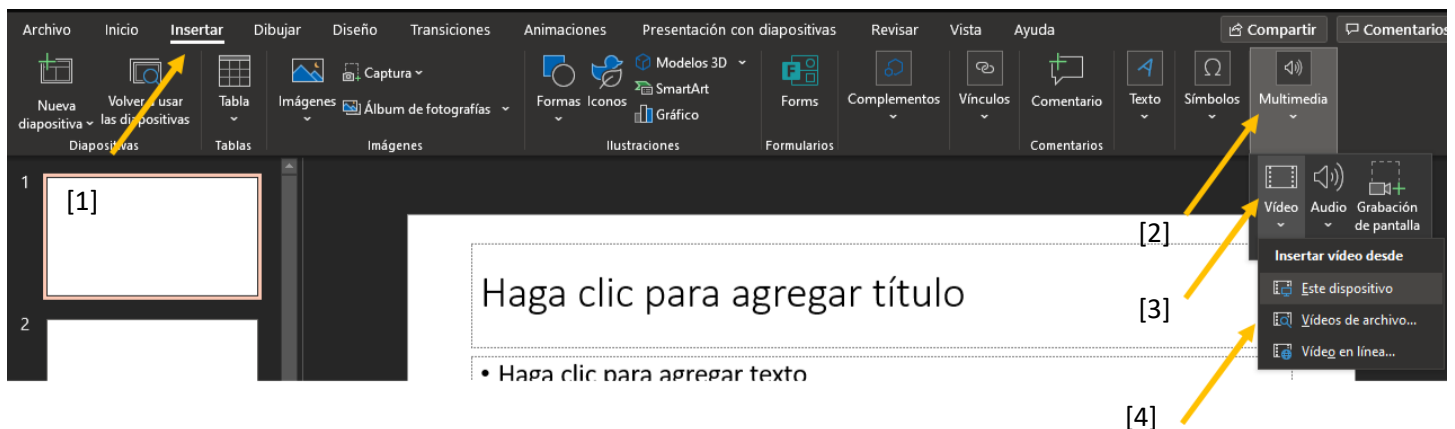 Archivo Inicio Insertar Dibujar Diseño Transiciones Animaciones Presentación con diapositivas Revisar Vista Ayuda Compartir Comentarios
Nueva diapositiva
Volver a usar las diapositivas
Diapositivas
Tabla
Tablas
Imágenes
Captura
Álbum de fotografías
Imágenes
Formas
Iconos
Modelos 3D
SmartArt
Gráfico
Ilustraciones
Forms
Formularios
Complementos
Vínculos
Comentario
Comentarios
Texto
Símbolos
Multimedia
1
[1]
2
Haga clic para agregar título
• Haga clic para agregar texto
[2]
[3]
[4]
Vídeo
Audio
Grabación
de pantalla
Insertar vídeo desde
Este dispositivo
Vídeos de archivo...
Vídeo en línea...